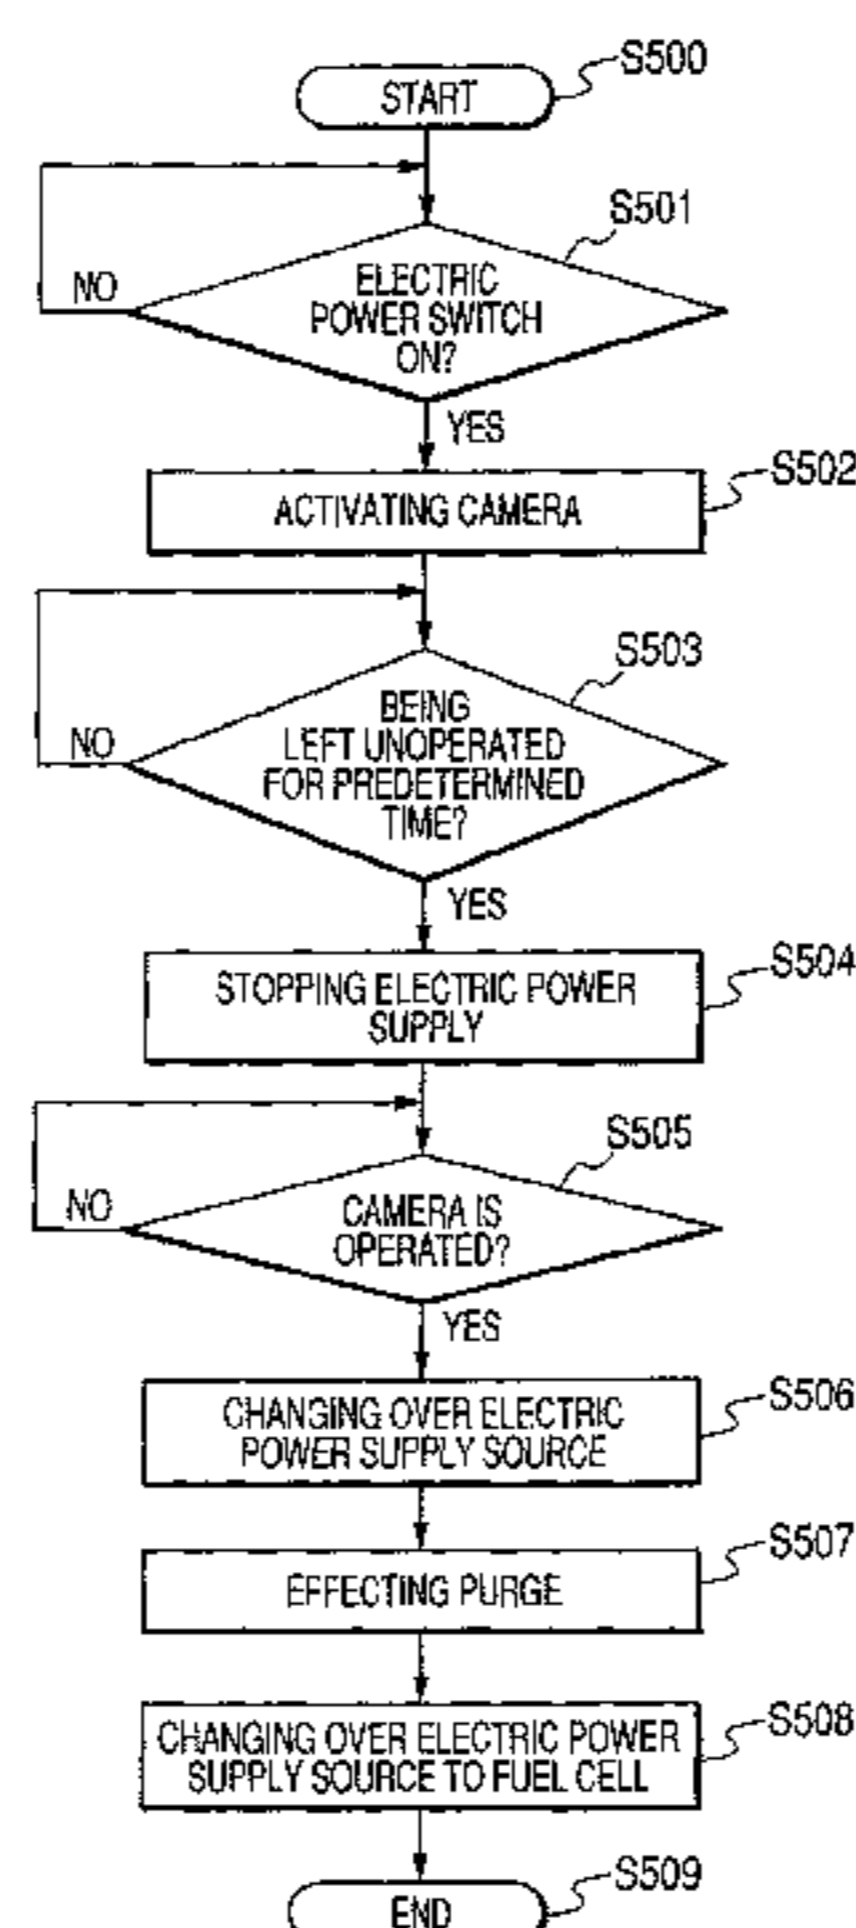 S500
START
S501
ELECTRIC
POWER SWITCH
ON?
NO
YES
S502
ACTIVATING CAMERA
S503
BEING
LEFT UNOPERATED
FOR PREDETERMINED
TIME?
NO
YES
S504
STOPPING ELECTRIC POWER
SUPPLY
S505
CAMERA IS
OPERATED?
NO
YES
S506
CHANGING OVER ELECTRIC
POWER SUPPLY SOURCE
S507
EFFECTING PURGE
S508
CHANGING OVER ELECTRIC POWER
SUPPLY SOURCE TO FUEL CELL
S509
END